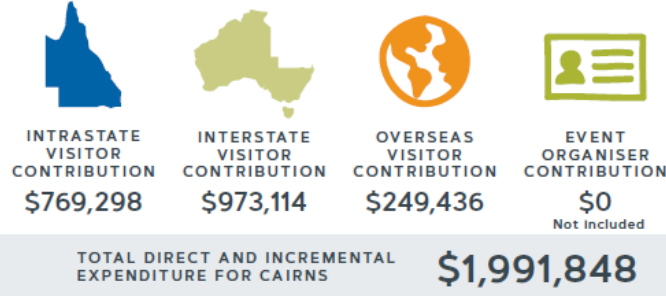 INTRASTATE
VISITOR
CONTRIBUTION
$769,298
INTERSTATE
VISITOR
CONTRIBUTION
$973,114
OVERSEAS
VISITOR
CONTRIBUTION
$249,436
EVENT
ORGANISER
CONTRIBUTION
$0
Not included
TOTAL DIRECT AND INCREMENTAL
EXPENDITURE FOR CAIRNS
$1,991,848